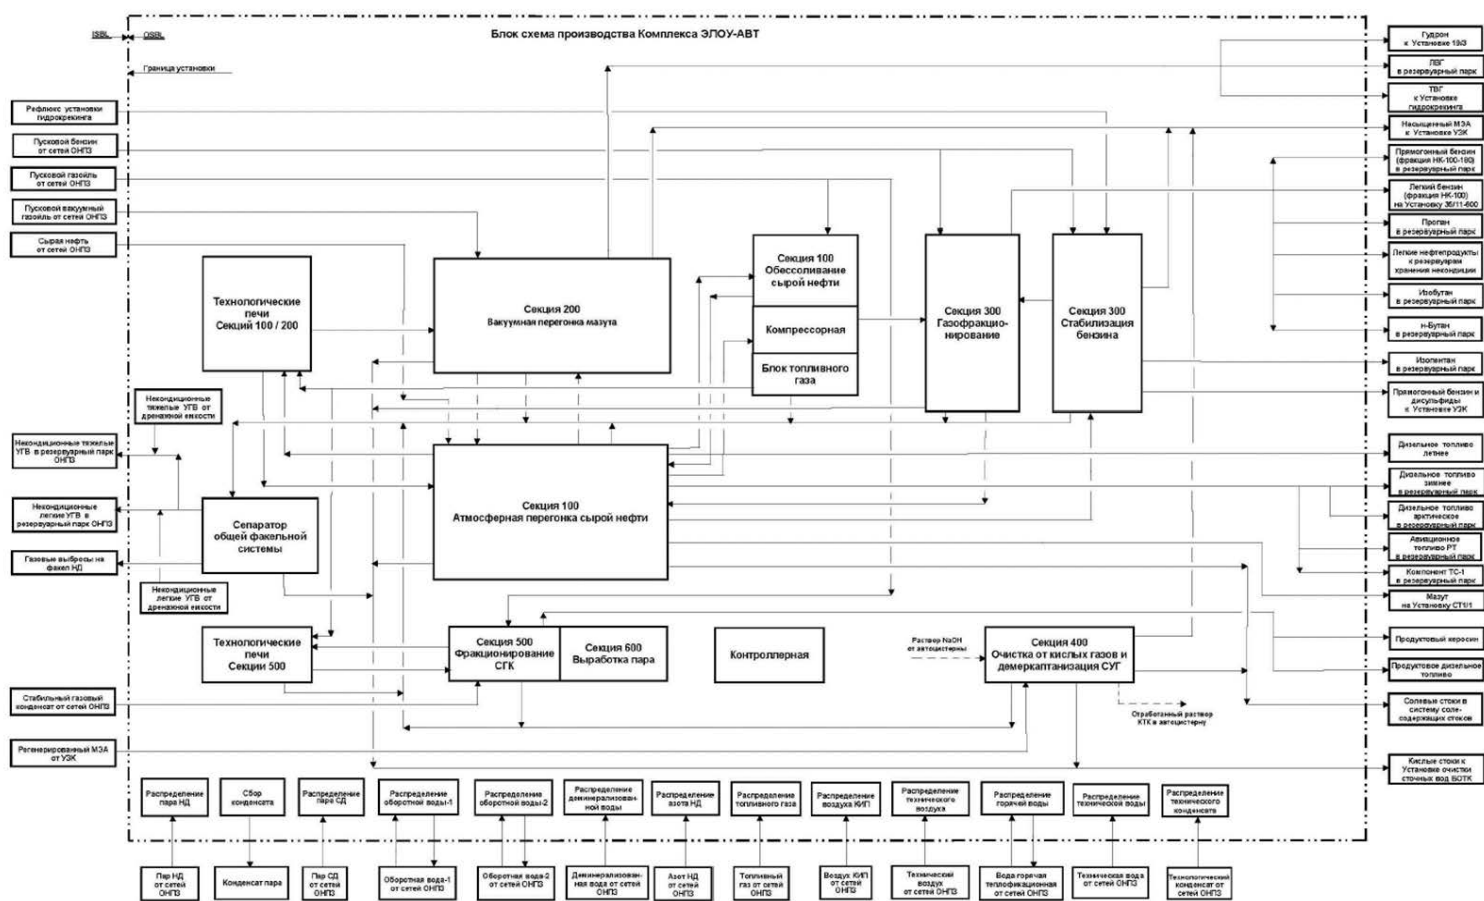 Блок схема производства Комплекса ЭЛОУ-АВТ
ISBL
OSBL
Граница установки
Рефлюкс установки
гидрокрекинга
Пусковой бензин
от сетей ОНПЗ
Пусковой газойль
от сетей ОНПЗ
Пусковой вакуумный
газойль от сетей ОНПЗ
Сырая нефть
от сетей ОНПЗ
Некондиционные
тяжелые УГВ от
дренажной емкости
Некондиционные тяжелые
УГВ в резервуарный парк
ОНПЗ
Некондиционные
легкие УГВ в
резервуарный парк ОНПЗ
Газовые выбросы на
факел НД
Некондиционные
легкие УГВ от
дренажной емкости
Стабильный газовый
конденсат от сетей ОНПЗ
Регенерированный МЭА
от УЗК
Технологические
печи
Секций 100 / 200
Секция 200
Вакуумная перегонка мазута
Секция 100
Обессоливание
сырой нефти
Компрессорная
Блок топливного
газа
Секция 300
Газофракцио-
нирование
Секция 300
Стабилизация
бензина
Сепаратор
общей факельной
системы
Секция 100
Атмосферная перегонка сырой нефти
Технологические
печи
Секции 500
Секция 500
Фракционирование
СГК
Секция 600
Выработка пара
Контроллерная
Раствор NaOH
от автоцистерны
Секция 400
Очистка от кислых газов и
демеркаптанизация СУГ
Отработанный раствор
КТК в автоцистерну
Гудрон
к Установке 19/3
ЛВГ
в резервуарный парк
ТВГ
к Установке
гидрокрекинга
Насыщенный МЭА
к Установке УЗК
Прямогонный бензин
(фракция НК-100-180)
в резервуарный парк
Легкий бензин
(фракция НК-100)
на Установку 35/11-600
Пропан
в резервуарный парк
Легкие нефтепродукты
к резервуарам
хранения некондиции
Изобутан
в резервуарный парк
н-Бутан
в резервуарный парк
Изопентан
в резервуарный парк
Прямогонный бензин и
дисульфиды
к Установке УЗК
Дизельное топливо
летнее
Дизельное топливо
зимнее
в резервуарный парк
Дизельное топливо
арктическое
в резервуарный парк
Авиационное
топливо РТ
в резервуарный парк
Компонент ТС-1
в резервуарный парк
Мазут
на Установку СТ1/1
Продуктовый керосин
Продуктовое дизельное
топливо
Солевые стоки в
систему соле-
содержащих стоков
Кислые стоки к
Установке очистки
сточных вод БОТК
Распределение
пара НД
Сбор
конденсата
Распределение
пара СД
Распределение
оборотной воды-1
Распределение
оборотной воды-2
Распределение
деминерализован-
ной воды
Распределение
азота НД
Распределение
топливного газа
Распределение
воздуха КИП
Распределение
технического
воздуха
Распределение
горячей воды
Распределение
технической воды
Распределение
технического
конденсата
Пар НД
от сетей
ОНПЗ
Конденсат пара
Пар СД
от сетей
ОНПЗ
Оборотная вода-1
от сетей ОНПЗ
Оборотная вода-2
от сетей ОНПЗ
Деминерализован-
ная вода от сетей
ОНПЗ
Азот НД
от сетей
ОНПЗ
Топливный
газ от сетей
ОНПЗ
Воздух КИП
от сетей
ОНПЗ
Технический
воздух
от сетей ОНПЗ
Вода горячая
теплофикационная
от сетей ОНПЗ
Техническая вода
от сетей ОНПЗ
Технологический
конденсат от сетей
ОНПЗ